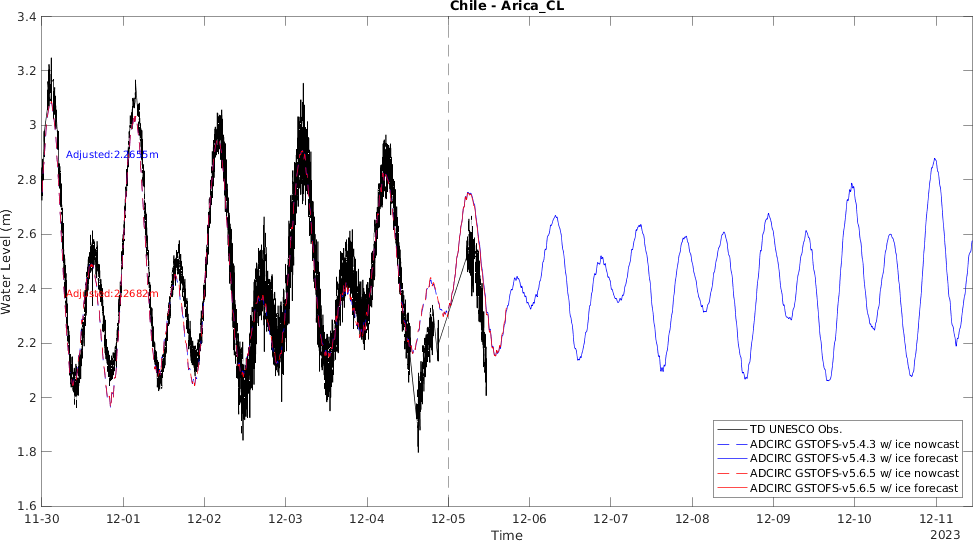 Chile - Arica_CL
Water Level (m)
3.4
3.2
3
2.8
2.6
2.4
2.2
2
1.8
1.6
Adjusted:2.2655m
Adjusted:2.2682m
TD UNESCO Obs.
ADCIRC GSTOFS-v5.4.3 w/ ice nowcast
ADCIRC GSTOFS-v5.4.3 w/ ice forecast
ADCIRC GSTOFS-v5.6.5 w/ ice nowcast
ADCIRC GSTOFS-v5.6.5 w/ ice forecast
11-30 12-01 12-02 12-03 12-04 12-05 12-06 12-07 12-08 12-09 12-10 12-11
Time
2023